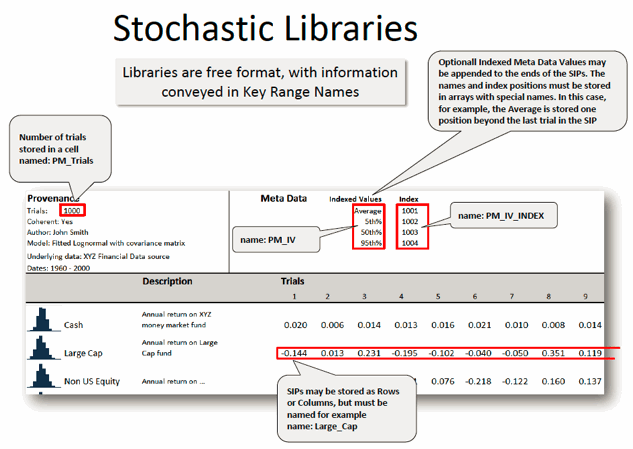 Stochastic Libraries
Libraries are free format, with information
conveyed in Key Range Names
Optionall Indexed Meta Data Values may
be appended to the ends of the SIPs. The
names and index positions must be stored
in arrays with special names. In this case,
for example, the Average is stored one
position beyond the last trial in the SIP
Number of trials
stored in a cell
named: PM_Trials
Provenance
Trials: 1000
Coherent: Yes
Author: John Smith
Model: Fitted Lognormal with covariance matrix
Underlying data: XYZ Financial Data source
Dates: 1960 - 2000
Meta Data Indexed Values Index
Average 1001
5th% 1002
50th% 1003
95th% 1004
name: PM_IV
name: PM_IV_INDEX
Description Trials
1 2 3 4 5 6 7 8 9
Cash Annual return on XYZ
money market fund 0.020 0.006 0.014 0.013 0.016 0.021 0.010 0.008 0.014
Large Cap Annual return on Large
Cap fund -0.144 0.013 0.231 -0.195 -0.102 -0.040 -0.050 0.351 0.119
Non US Equity Annual return on ... 0.076 -0.218 -0.122 0.160 0.137
SIPs may be stored as Rows
or Columns, but must be
named for example
name: Large_Cap